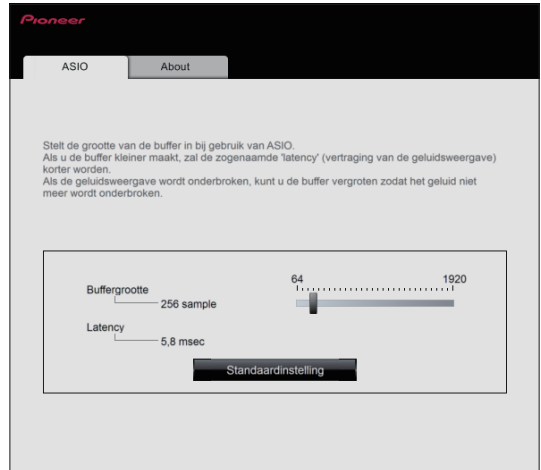 Pioneer
ASIO
About
Stelt de grootte van de buffer in bij gebruik van ASIO.
Als u de buffer kleiner maakt, zal de zogenaamde 'latency' (vertraging van de geluidsweergave)
korter worden.
Als de geluidsweergave wordt onderbroken, kunt u de buffer vergroten zodat het geluid niet
meer wordt onderbroken.
64
1920
Buffergrootte
256 sample
Latency
5,8 msec
Standaardinstelling